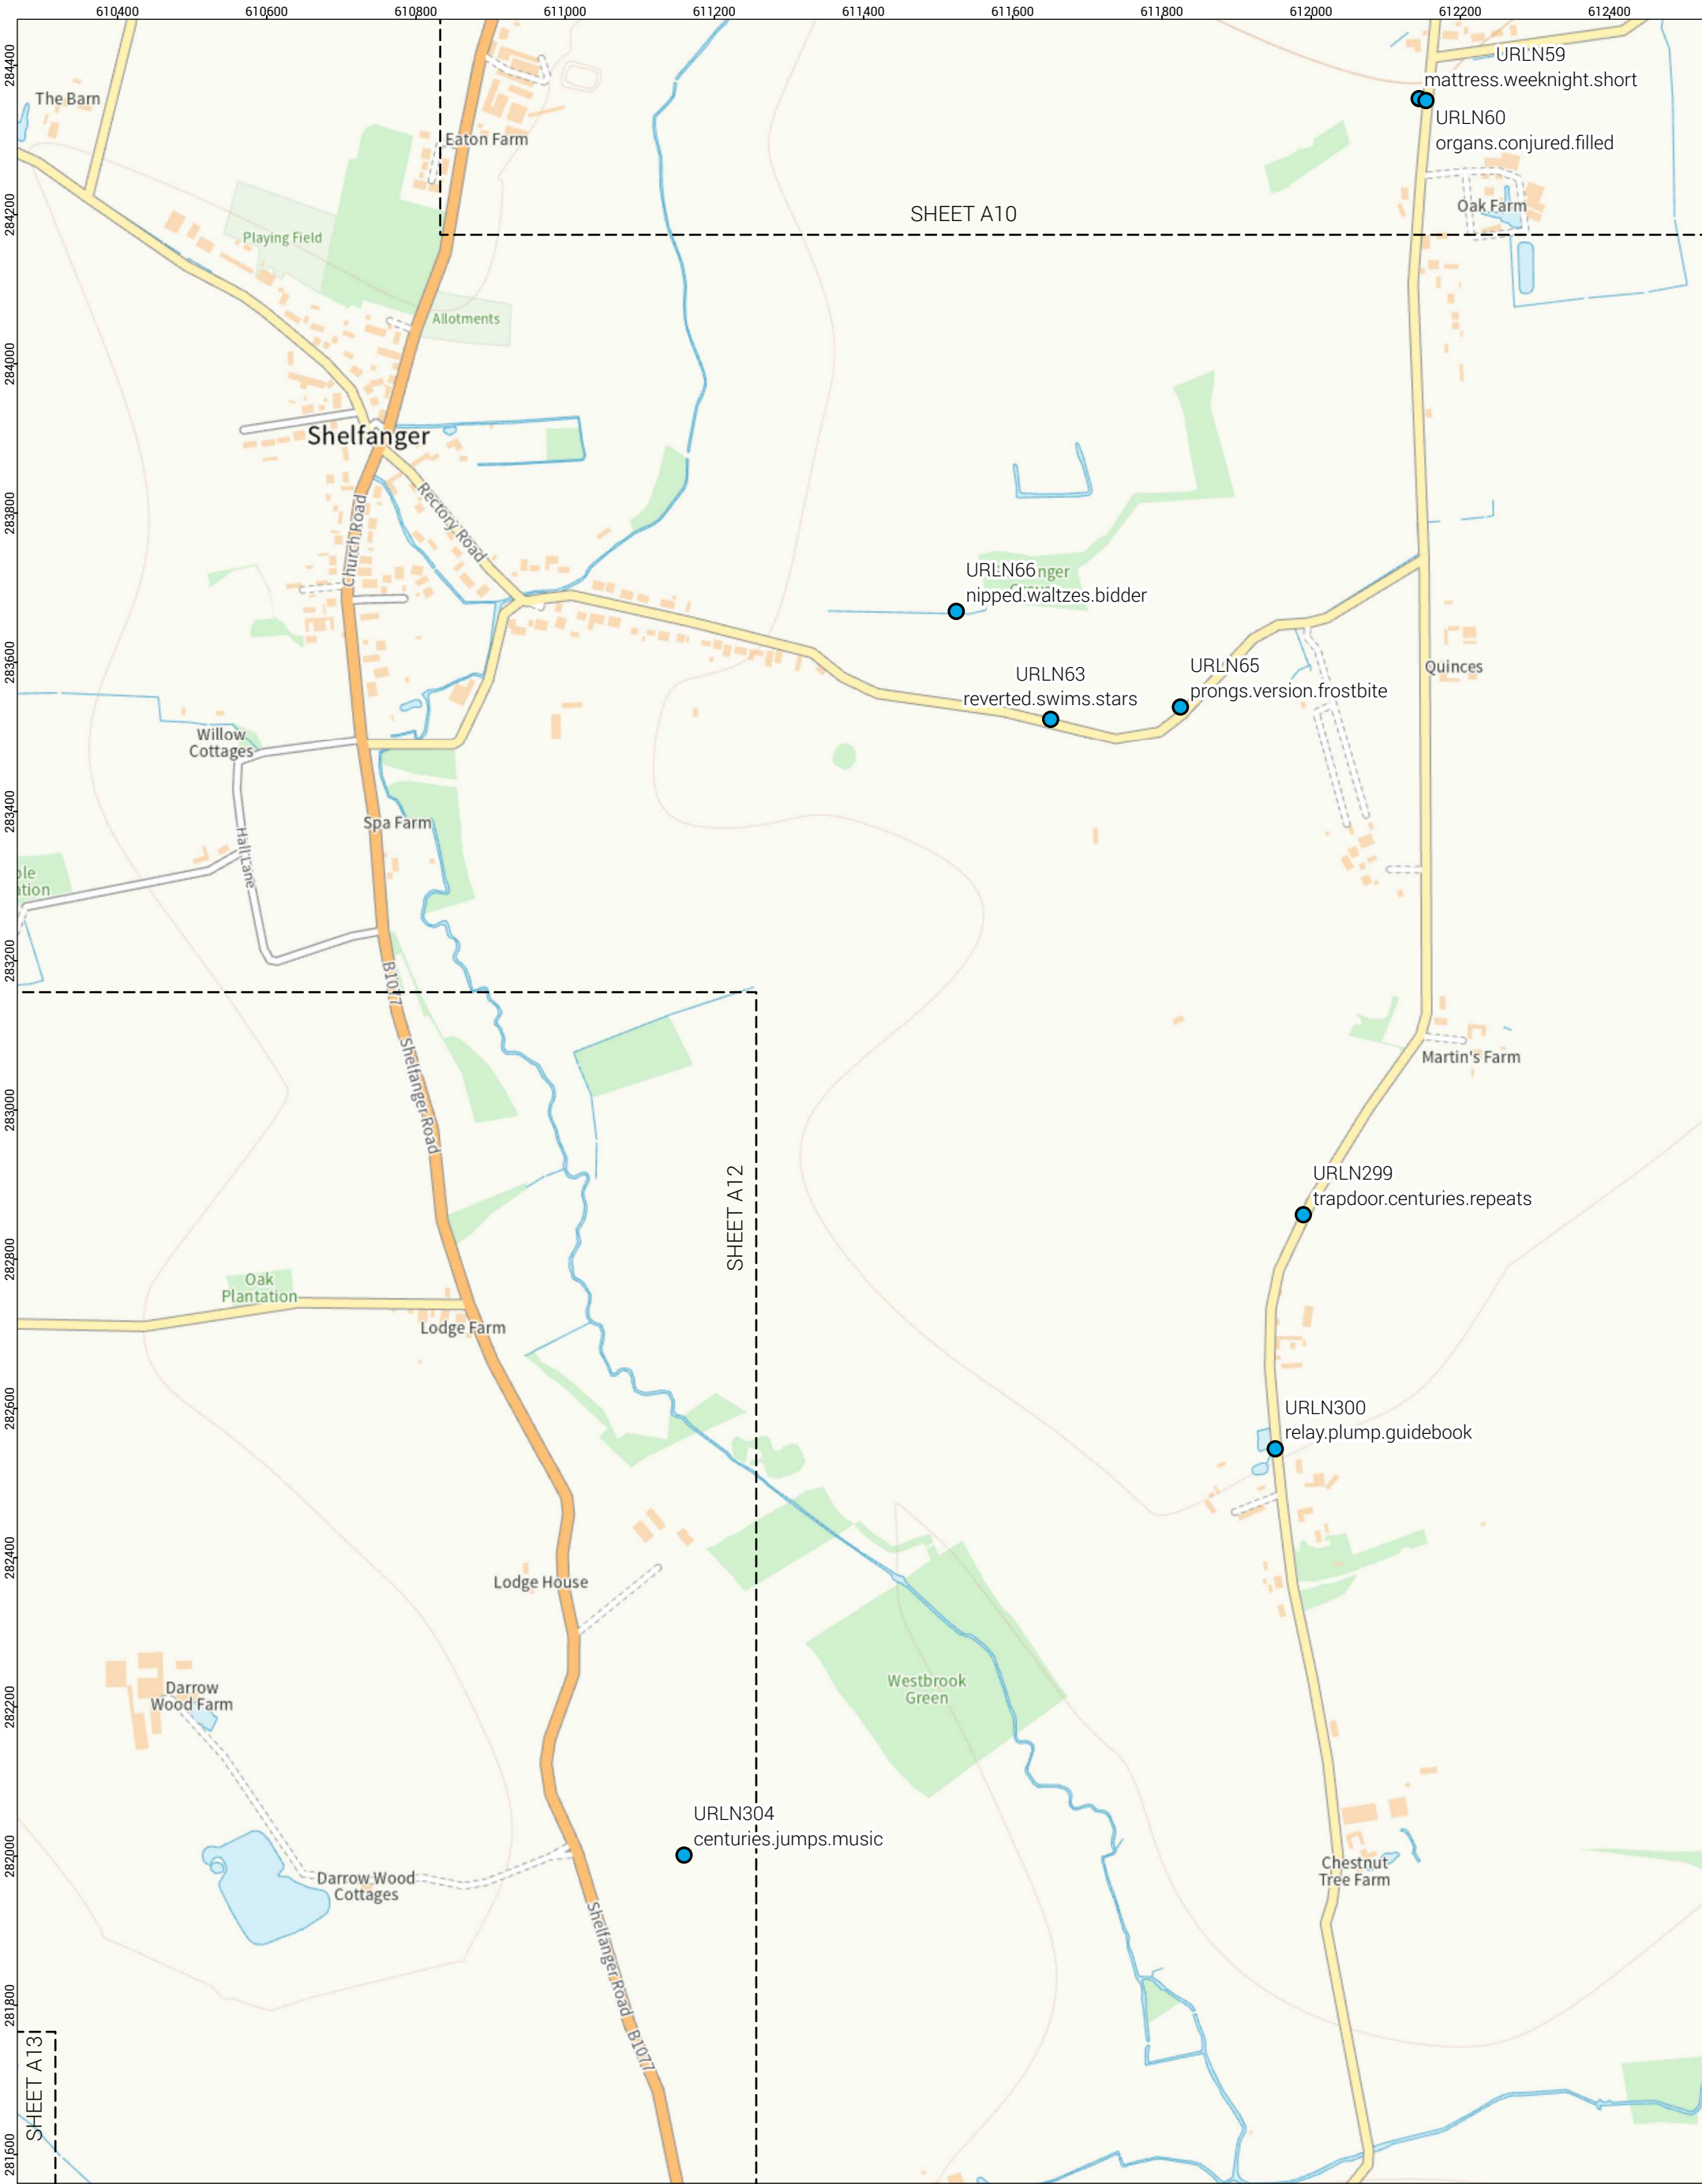 610400 610600 610800 611000 611200 611400 611600 611800 612000 612200 612400
284400
284200
284000
283800
283600
283400
283200
283000
282800
282600
282400
282200
282000
281800
281600
URLN59
mattress.weeknight.short
URLN60
organs.conjured.filled
The Barn
Eaton Farm
Oak Farm
SHEET A10
Playing Field
Allotments
Shelfanger
Church Road
Rectory Road
URLN66
nipped.waltzes.bidder
nger
URLN63
reverted.swims.stars
URLN65
prongs.version.frostbite
Quinces
Willow
Cottages
Spa Farm
Hall Lane
ple
ation
B1077
Shelfanger Road
Martin's Farm
SHEET A12
URLN299
trapdoor.centuries.repeats
Oak
Plantation
Lodge Farm
URLN300
relay.plump.guidebook
Lodge House
Westbrook
Green
Darrow
Wood Farm
URLN304
centuries.jumps.music
Darrow Wood
Cottages
Chestnut
Tree Farm
Shelfanger Road B1077
SHEET A13